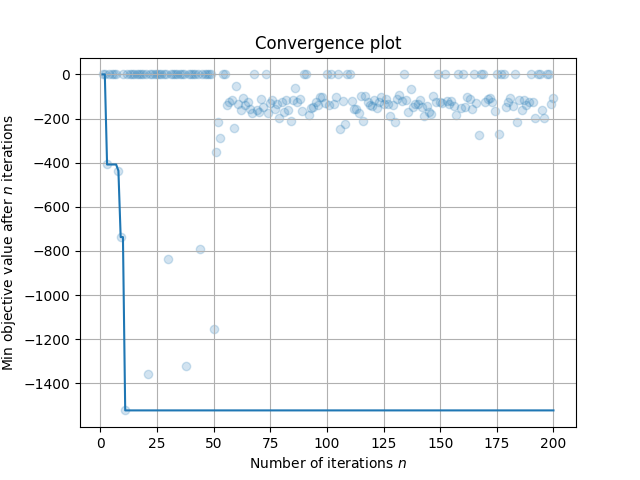 Convergence plot
Min objective value after n iterations
0
−200
−400
−600
−800
−1000
−1200
−1400
0 25 50 75 100 125 150 175 200
Number of iterations n